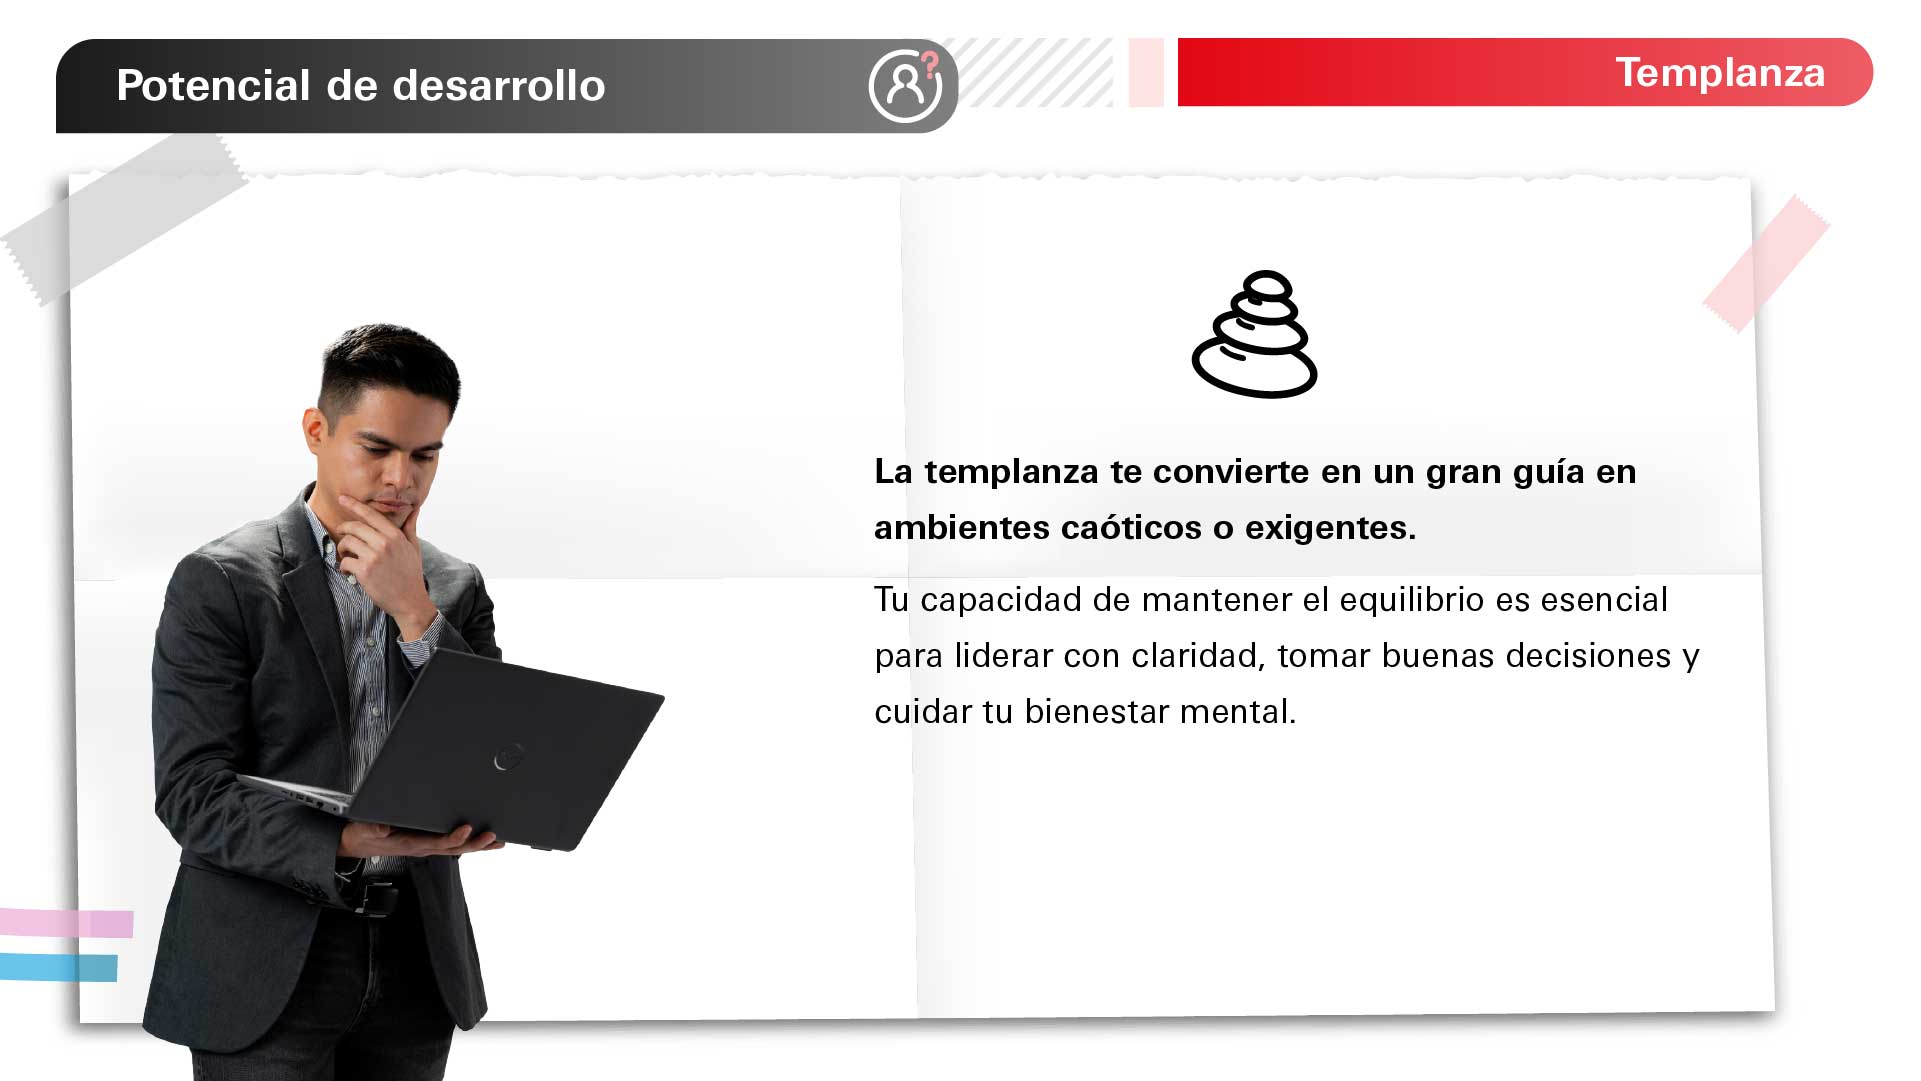 Potencial de desarrollo
?
Templanza
La templanza te convierte en un gran guía en
ambientes caóticos o exigentes.
Tu capacidad de mantener el equilibrio es esencial
para liderar con claridad, tomar buenas decisiones y
cuidar tu bienestar mental.